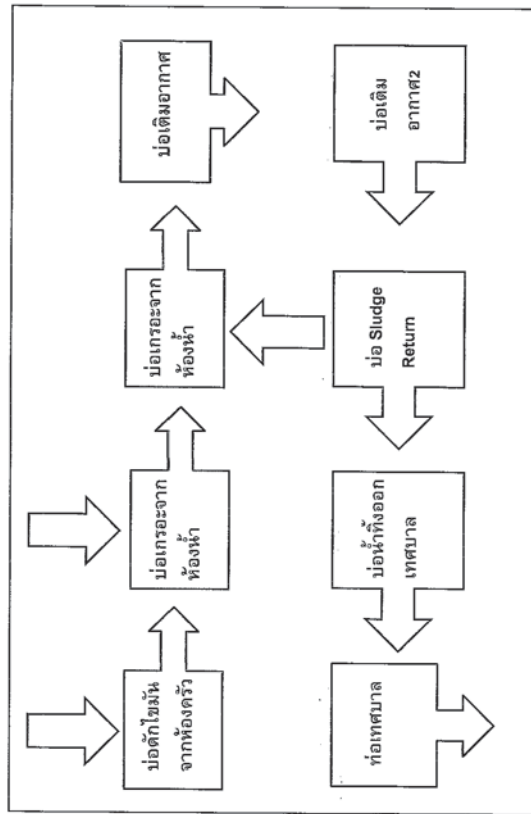 บ่อดักไขมัน
จากห้องครัว
บ่อเกรอะจาก
ห้องน้ำ
บ่อเกรอะจาก
ห้องน้ำ
บ่อเติมอากาศ
บ่อเติม
อากาศ2
บ่อ Sludge
Return
บ่อน้ำทิ้งออก
เทศบาล
ท่อเทศบาล